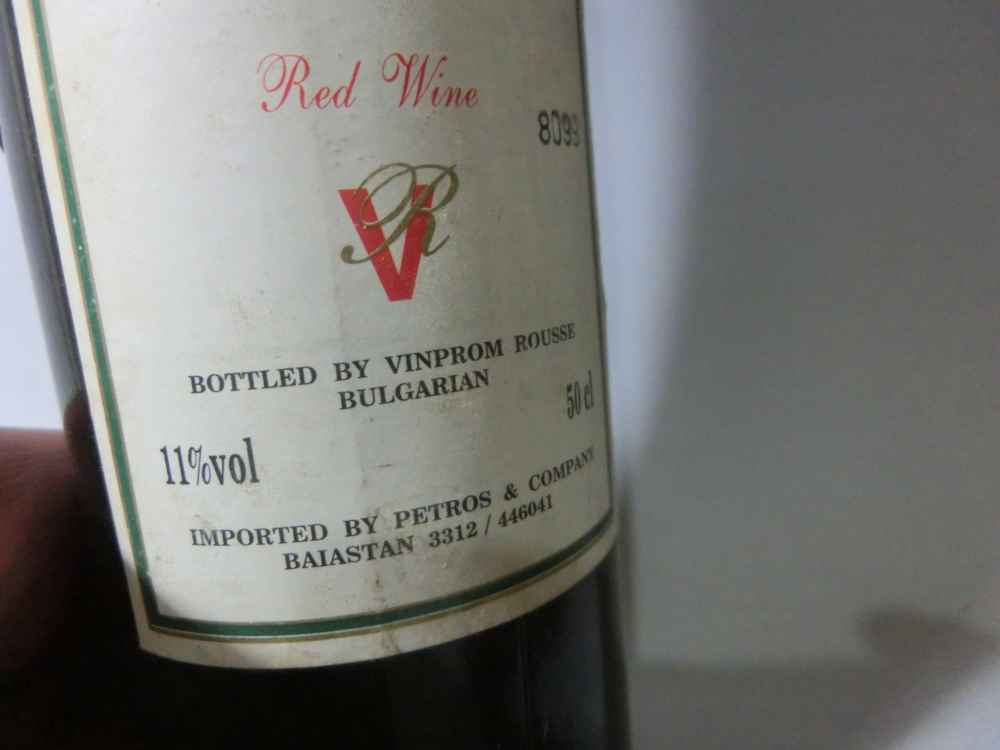 Red Wine
8099
VR
BOTTLED BY VINPROM ROUSSE
BULGARIAN
50 cl
11%vol
IMPORTED BY PETROS & COMPANY
BAIASTAN 3312 / 446041